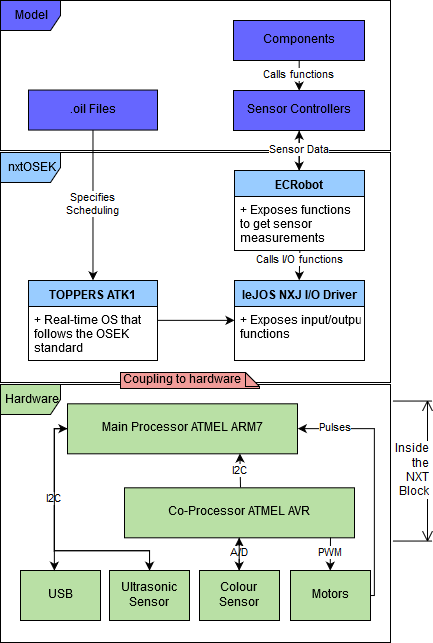 Model
Components
Calls functions
.oil Files
Sensor Controllers
Sensor Data
nxtOSEK
ECRobot
+ Exposes functions
to get sensor
measurements
Specifies
Scheduling
Calls I/O functions
TOPPERS ATK1
+ Real-time OS that
follows the OSEK
standard
leJOS NXJ I/O Driver
+ Exposes input/output
functions
Coupling to hardware
Hardware
Main Processor ATMEL ARM7
Pulses
Inside
the
NXT
Block
I2C
I2C
Co-Processor ATMEL AVR
A/D
PWM
USB
Ultrasonic
Sensor
Colour
Sensor
Motors